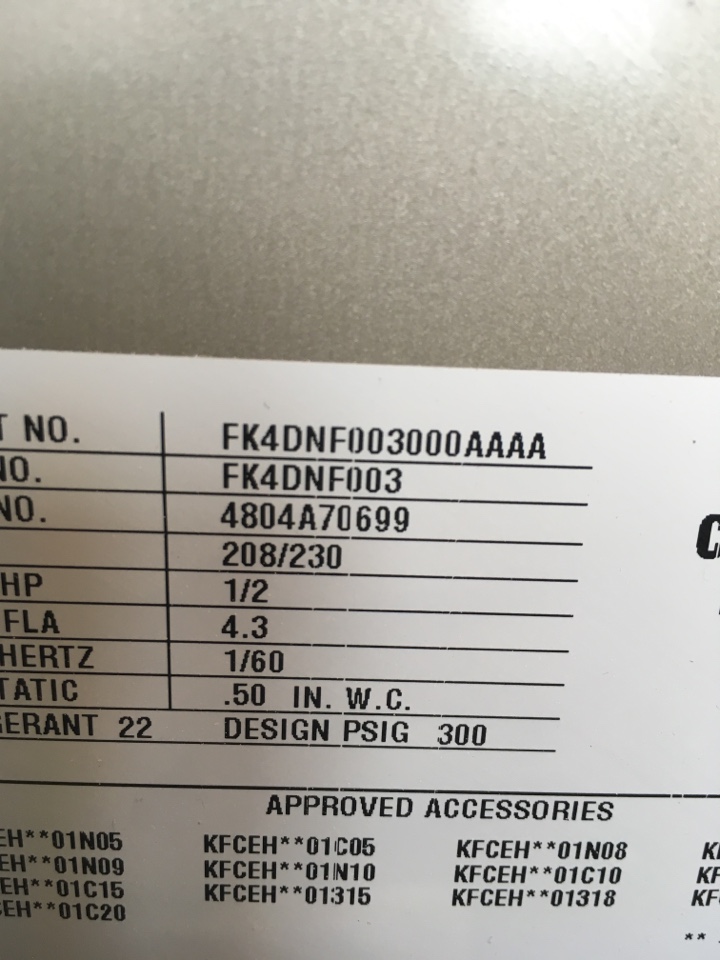 T NO. FK4DNF003000AAAA
NO. FK4DNF003
NO. 4804A70699
208/230
HP 1/2
FLA 4.3
HERTZ 1/60
TATIC .50 IN. W.C.
ERANT 22 DESIGN PSIG 300
APPROVED ACCESSORIES
EH**01N05 KFCEH**01C05 KFCEH**01N08
EH**01N09 KFCEH**01N10 KFCEH**01C10
EH**01C15 KFCEH**01315 KFCEH**01318
CEH**01C20
**